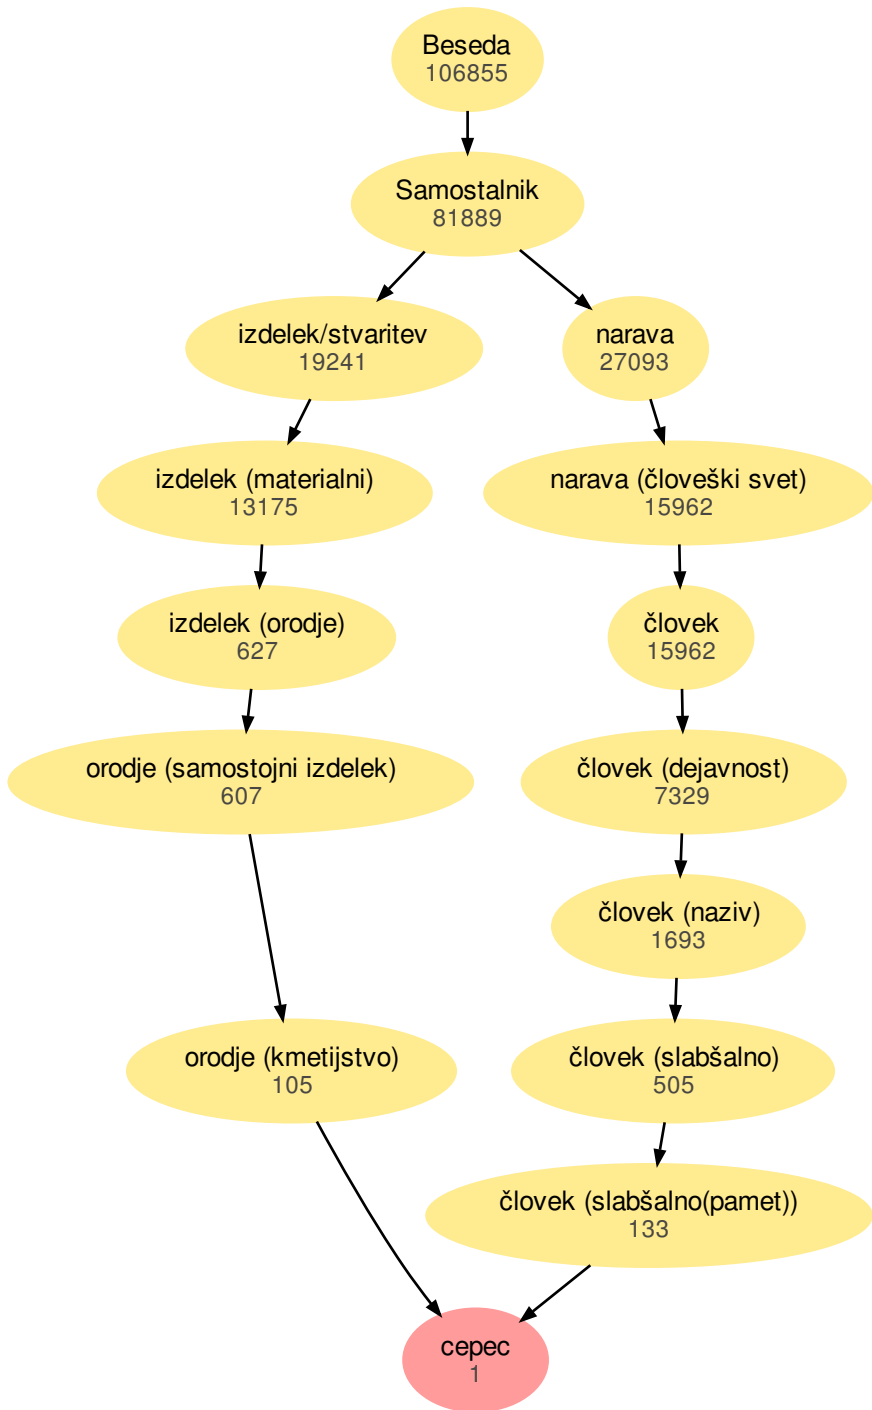 Beseda
106855
Samostalnik
81889
izdelek/stvaritev
19241
narava
27093
izdelek (materialni)
13175
narava (človeški svet)
15962
izdelek (orodje)
627
človek
15962
orodje (samostojni izdelek)
607
človek (dejavnost)
7329
človek (naziv)
1693
orodje (kmetijstvo)
105
človek (slabšalno)
505
človek (slabšalno(pamet))
133
cepec
1